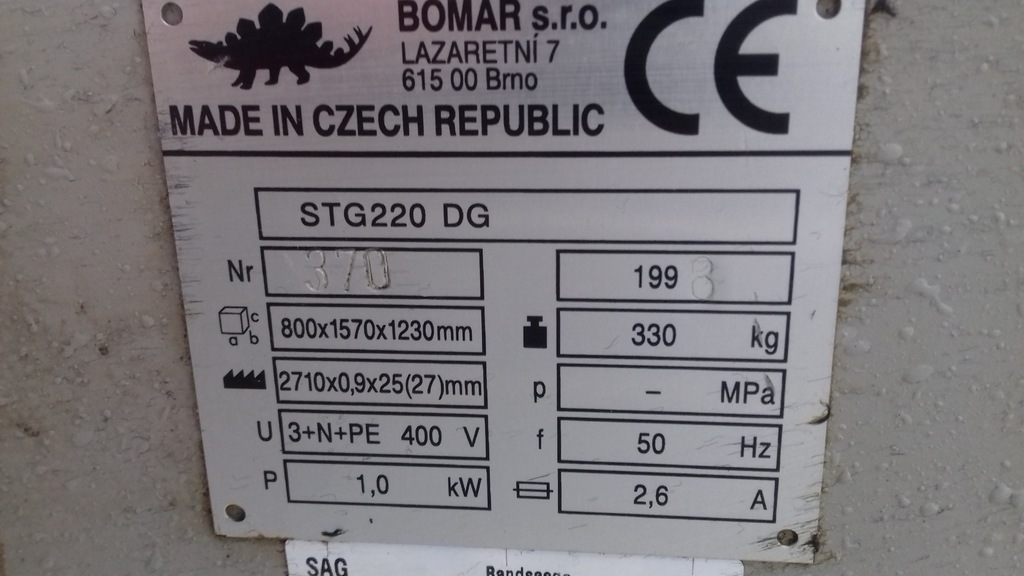 BOMAR s.r.o.
LAZARETNÍ 7
615 00 Brno
CE
MADE IN CZECH REPUBLIC
STG220 DG
Nr 370 1998
c
a b
800x1570x1230mm 330 kg
2710x0,9x25(27)mm p – MPa
U 3+N+PE 400 V f 50 Hz
P 1,0 kW 2,6 A
SAG Bandsaege